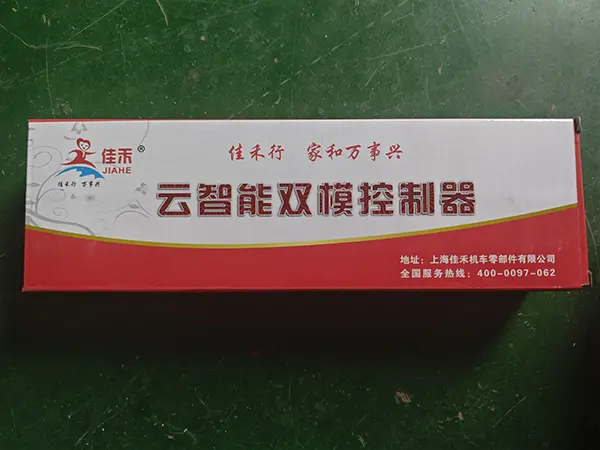 佳禾®
JIAHE
佳禾行 万事兴
佳禾行 家和万事兴
云智能双模控制器
地址：上海佳禾机车零部件有限公司
全国服务热线：400-0097-062